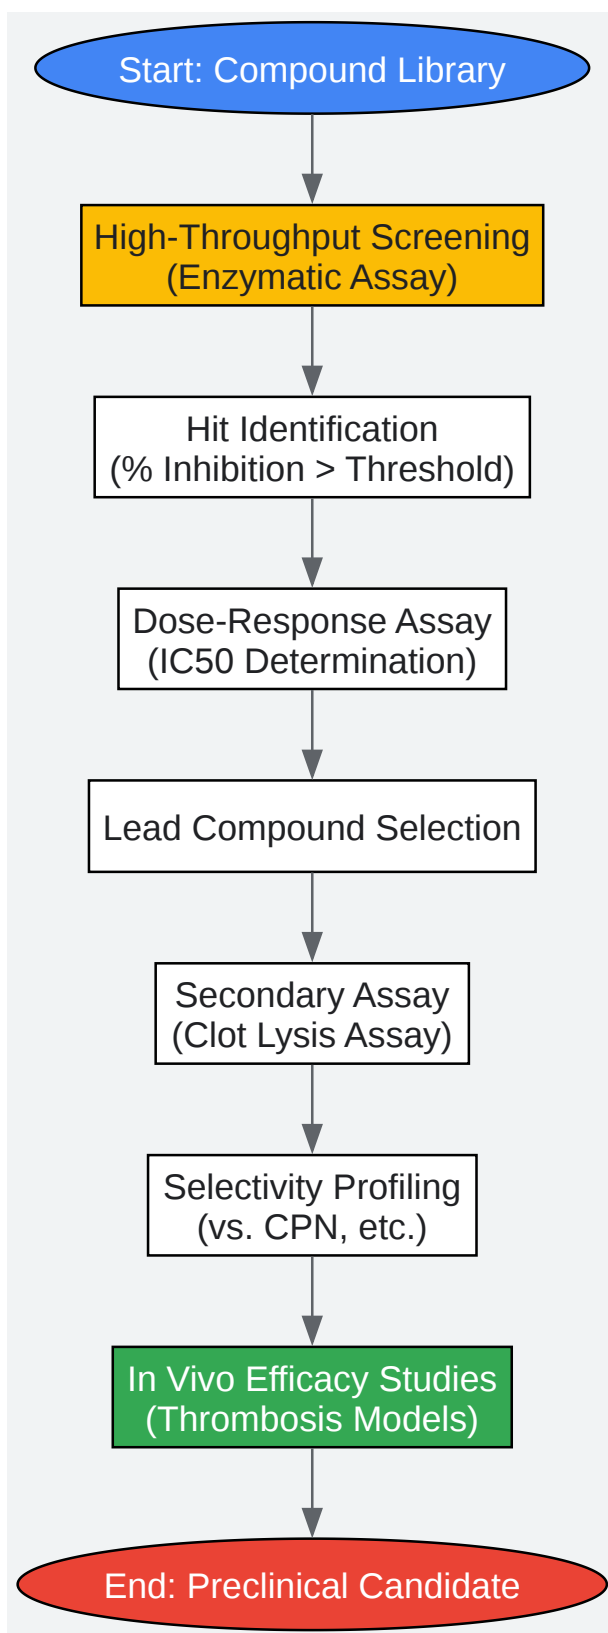 Start: Compound Library
High-Throughput Screening
(Enzymatic Assay)
Hit Identification
(% Inhibition > Threshold)
Dose-Response Assay
(IC50 Determination)
Lead Compound Selection
Secondary Assay
(Clot Lysis Assay)
Selectivity Profiling
(vs. CPN, etc.)
In Vivo Efficacy Studies
(Thrombosis Models)
End: Preclinical Candidate